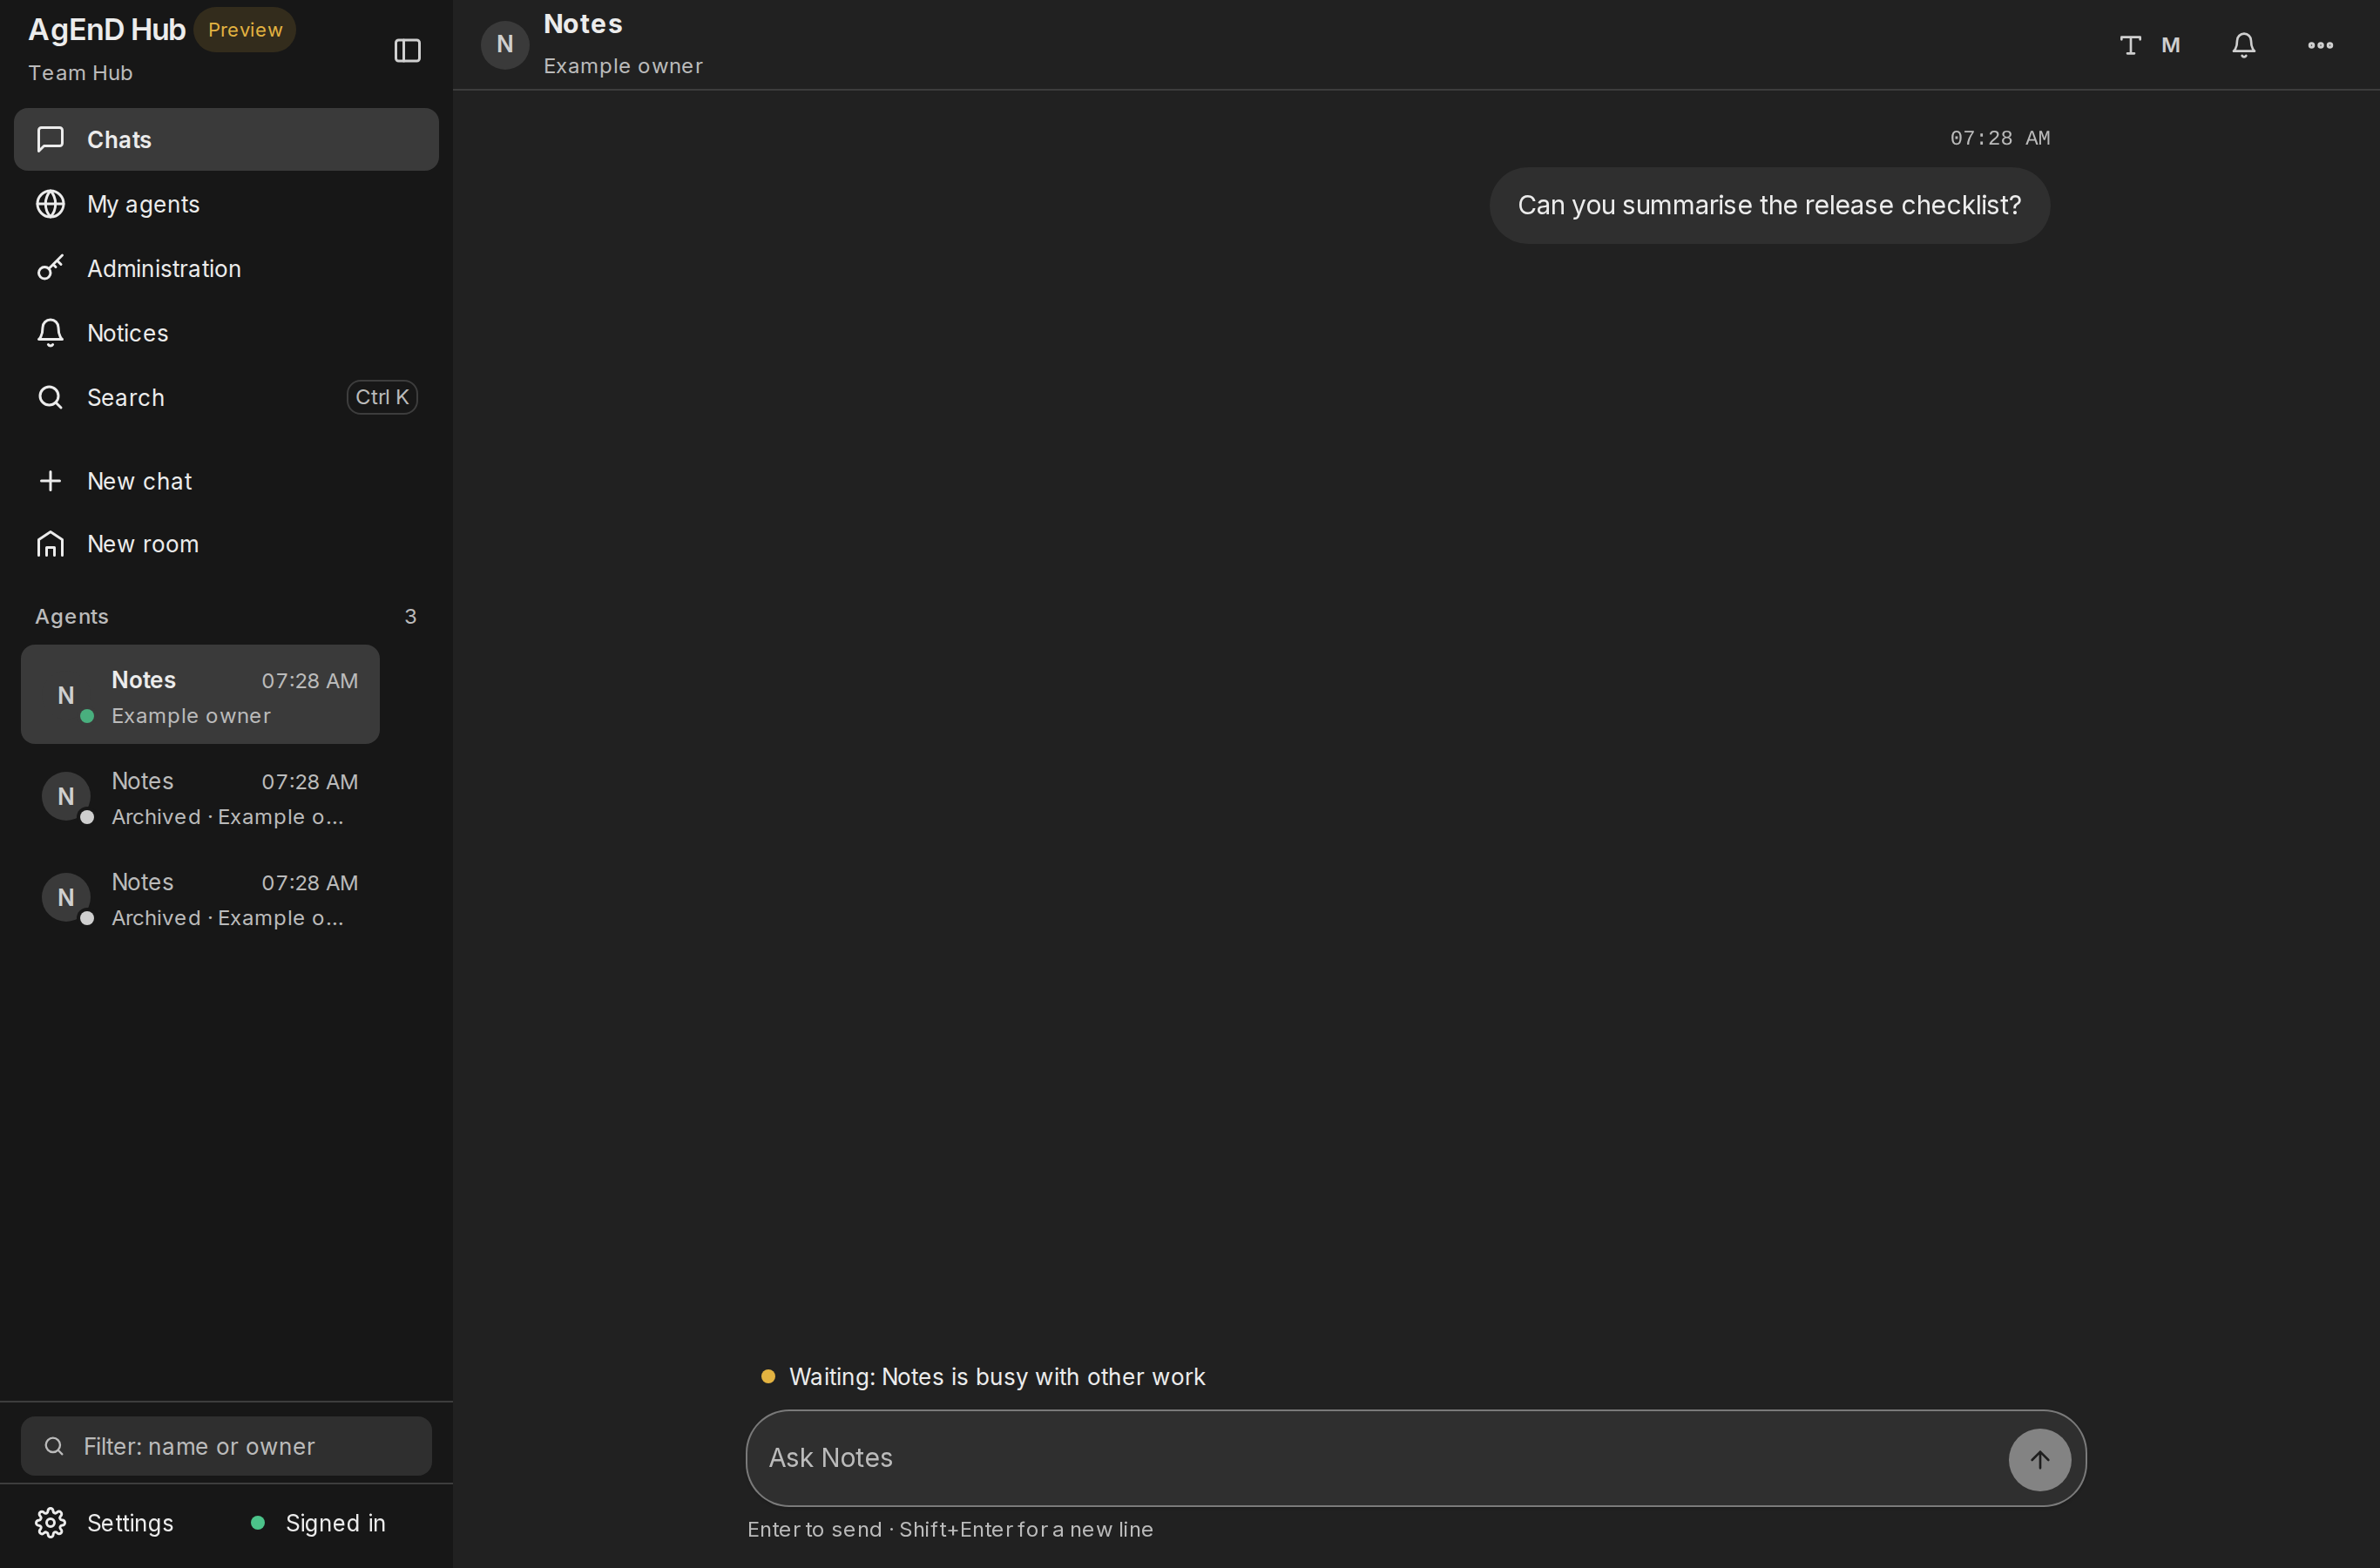 AgEnD Hub Preview
Team Hub
Chats
My agents
Administration
Notices
Search Ctrl K
New chat
New room
Agents 3
N Notes 07:28 AM
Example owner
N Notes 07:28 AM
Archived · Example o...
N Notes 07:28 AM
Archived · Example o...
Filter: name or owner
Settings Signed in
N Notes
Example owner
T M
07:28 AM
Can you summarise the release checklist?
Waiting: Notes is busy with other work
Ask Notes
Enter to send · Shift+Enter for a new line